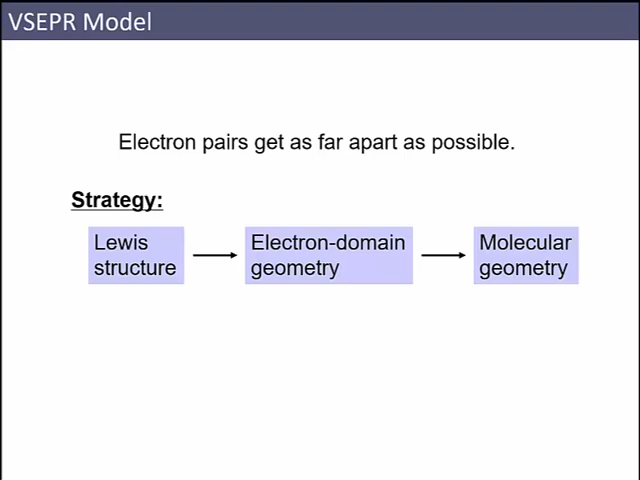 VSEPR Model
Electron pairs get as far apart as possible.
Strategy:
Lewis
structure
Electron-domain
geometry
Molecular
geometry